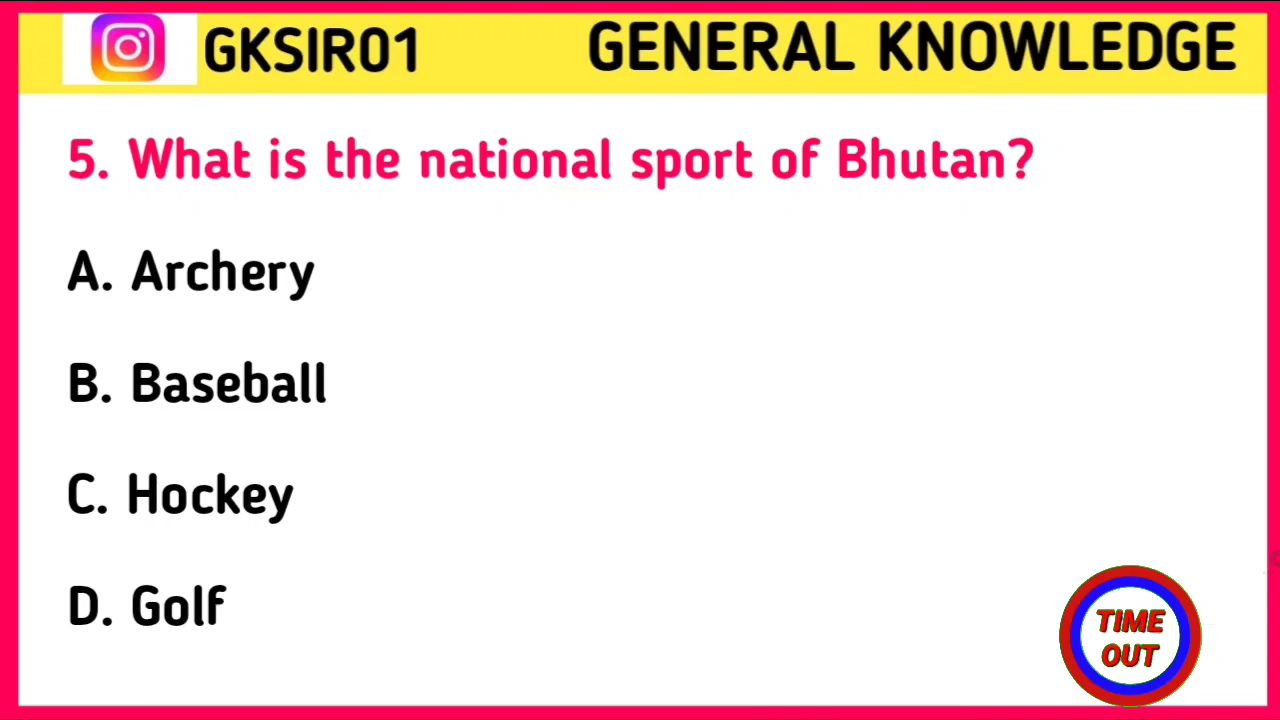 GKSIR01 GENERAL KNOWLEDGE
5. What is the national sport of Bhutan?
A. Archery
B. Baseball
C. Hockey
D. Golf
TIME
OUT